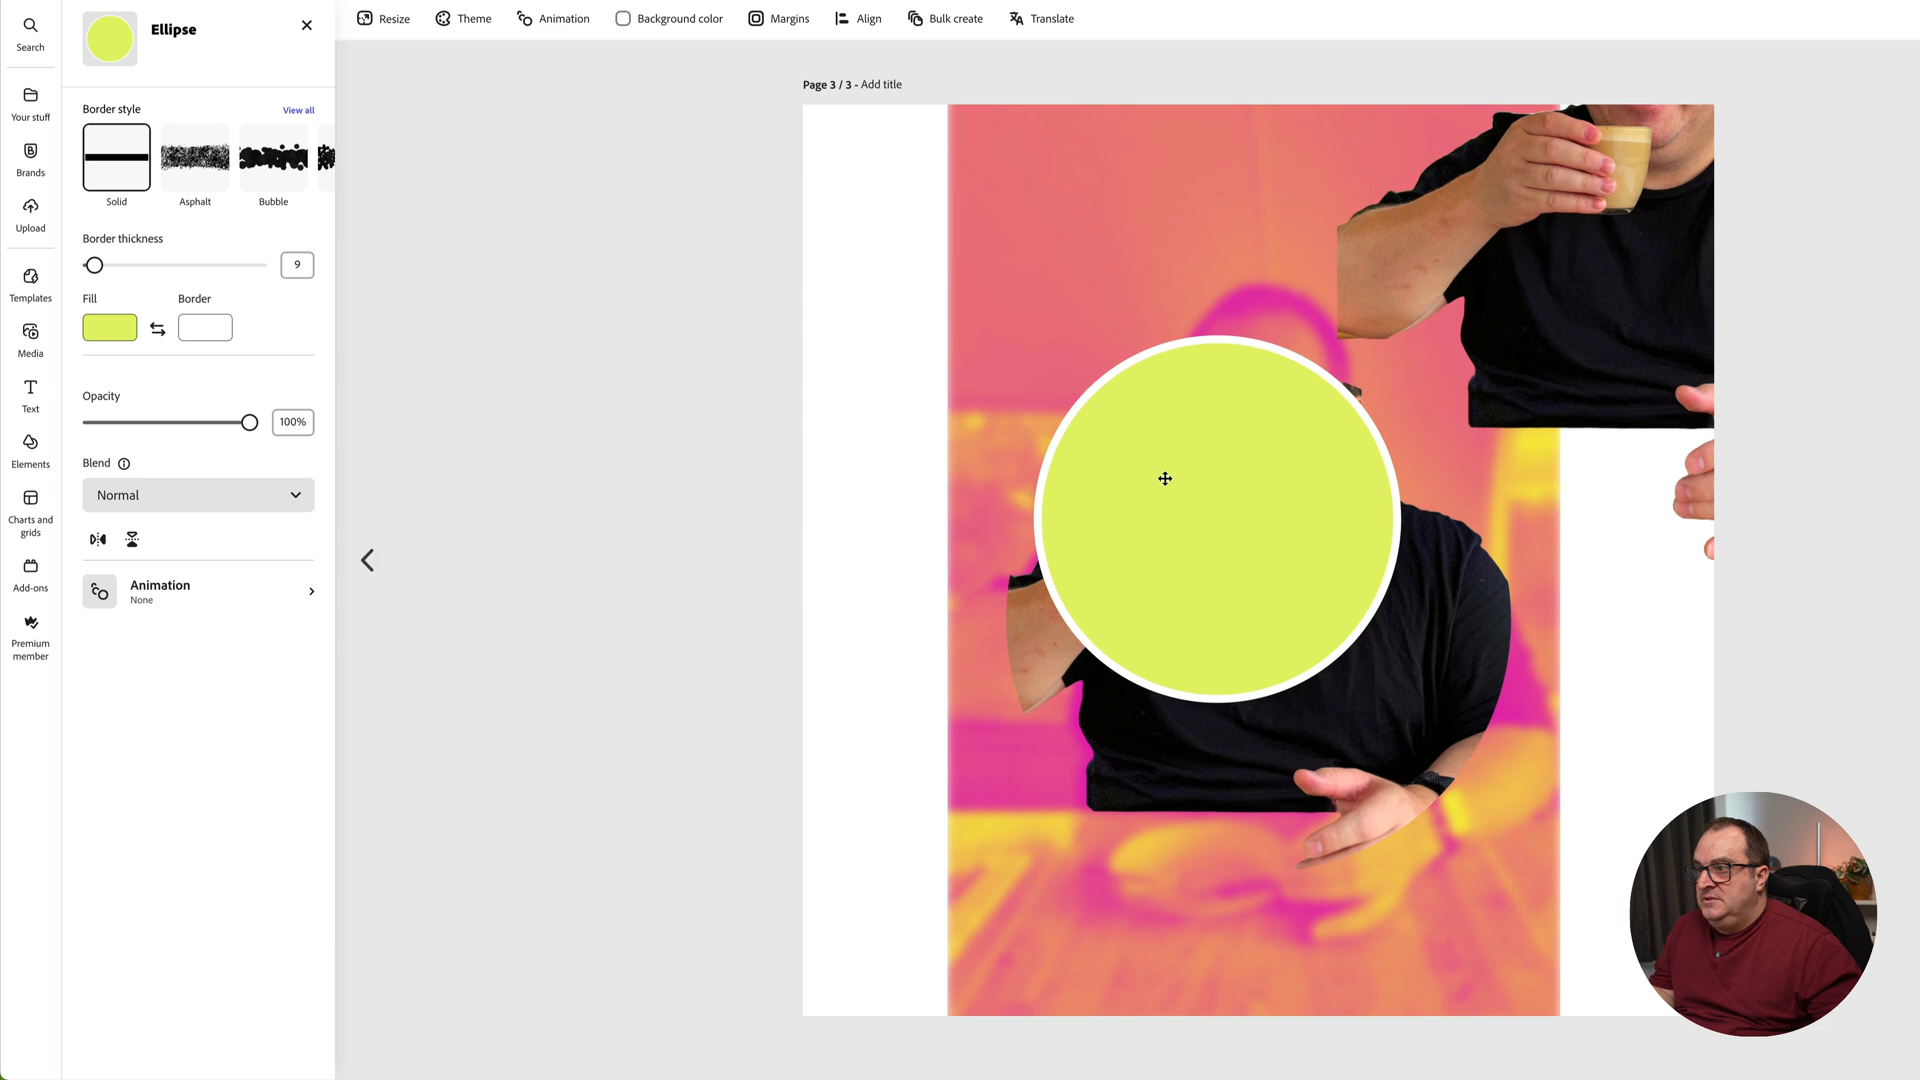 Search
Your stuff
Brands
Upload
Templates
Media
Text
Elements
Charts and
grids
Add-ons
Premium
member
Ellipse
Border style
View all
Solid
Asphalt
Bubble
Border thickness
9
Fill
Border
Opacity
100%
Blend
Normal
Animation
None
Resize
Theme
Animation
Background color
Margins
Align
Bulk create
Translate
Page 3 / 3 - Add title